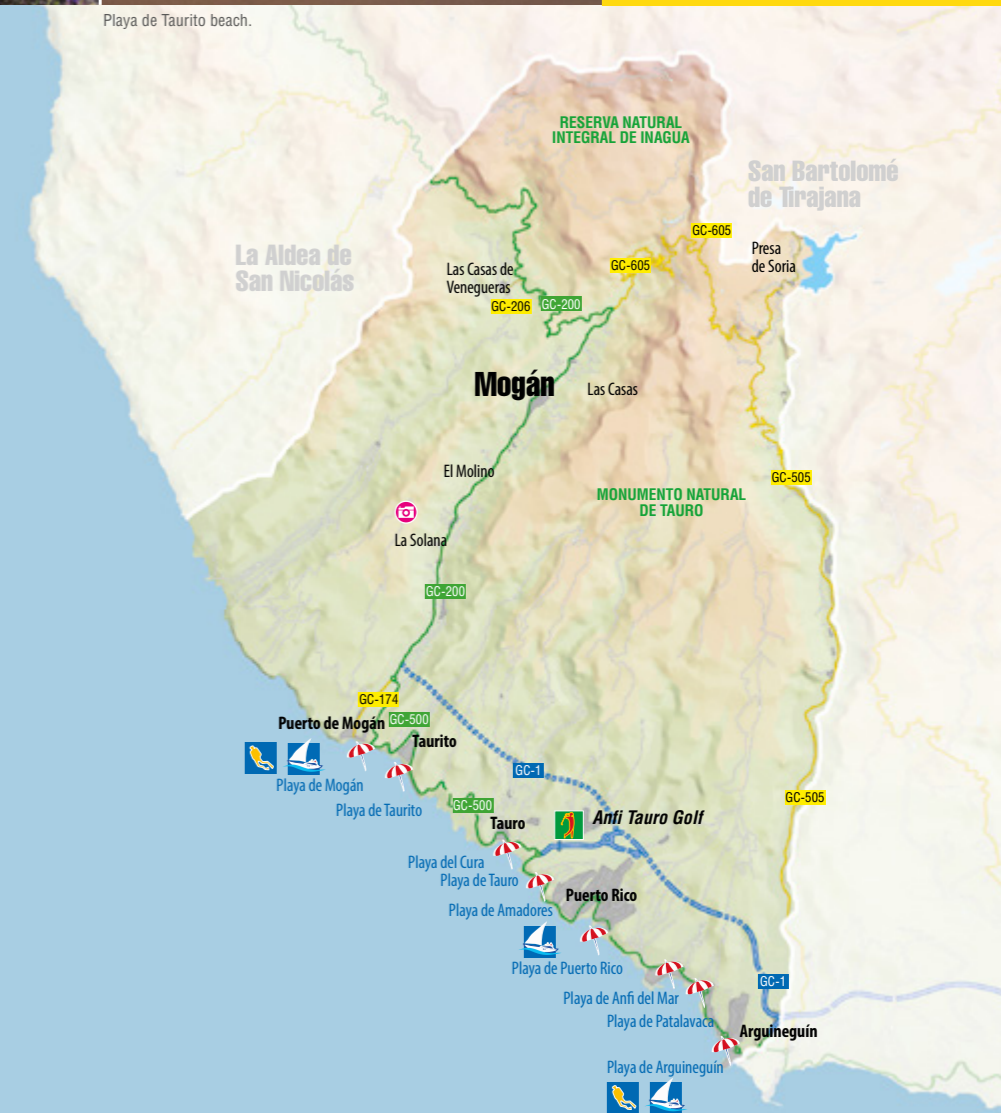 Playa de Taurito beach.
RESERVA NATURAL
INTEGRAL DE INAGUA
San Bartolomé
de Tirajana
GC-605
Presa
de Soria
La Aldea de
San Nicolás
GC-605
Las Casas de
Venegueras
GC-206
GC-200
Mogán
Las Casas
El Molino
GC-505
MONUMENTO NATURAL
DE TAURO
La Solana
GC-200
GC-174
Puerto de Mogán
GC-500
Taurito
GC-1
Playa de Mogán
GC-505
Playa de Taurito
GC-500
Tauro
Anfi Tauro Golf
Playa del Cura
Playa de Tauro
Puerto Rico
Playa de Amadores
Playa de Puerto Rico
GC-1
Playa de Anfi del Mar
Playa de Patalavaca
Arguineguín
Playa de Arguineguín